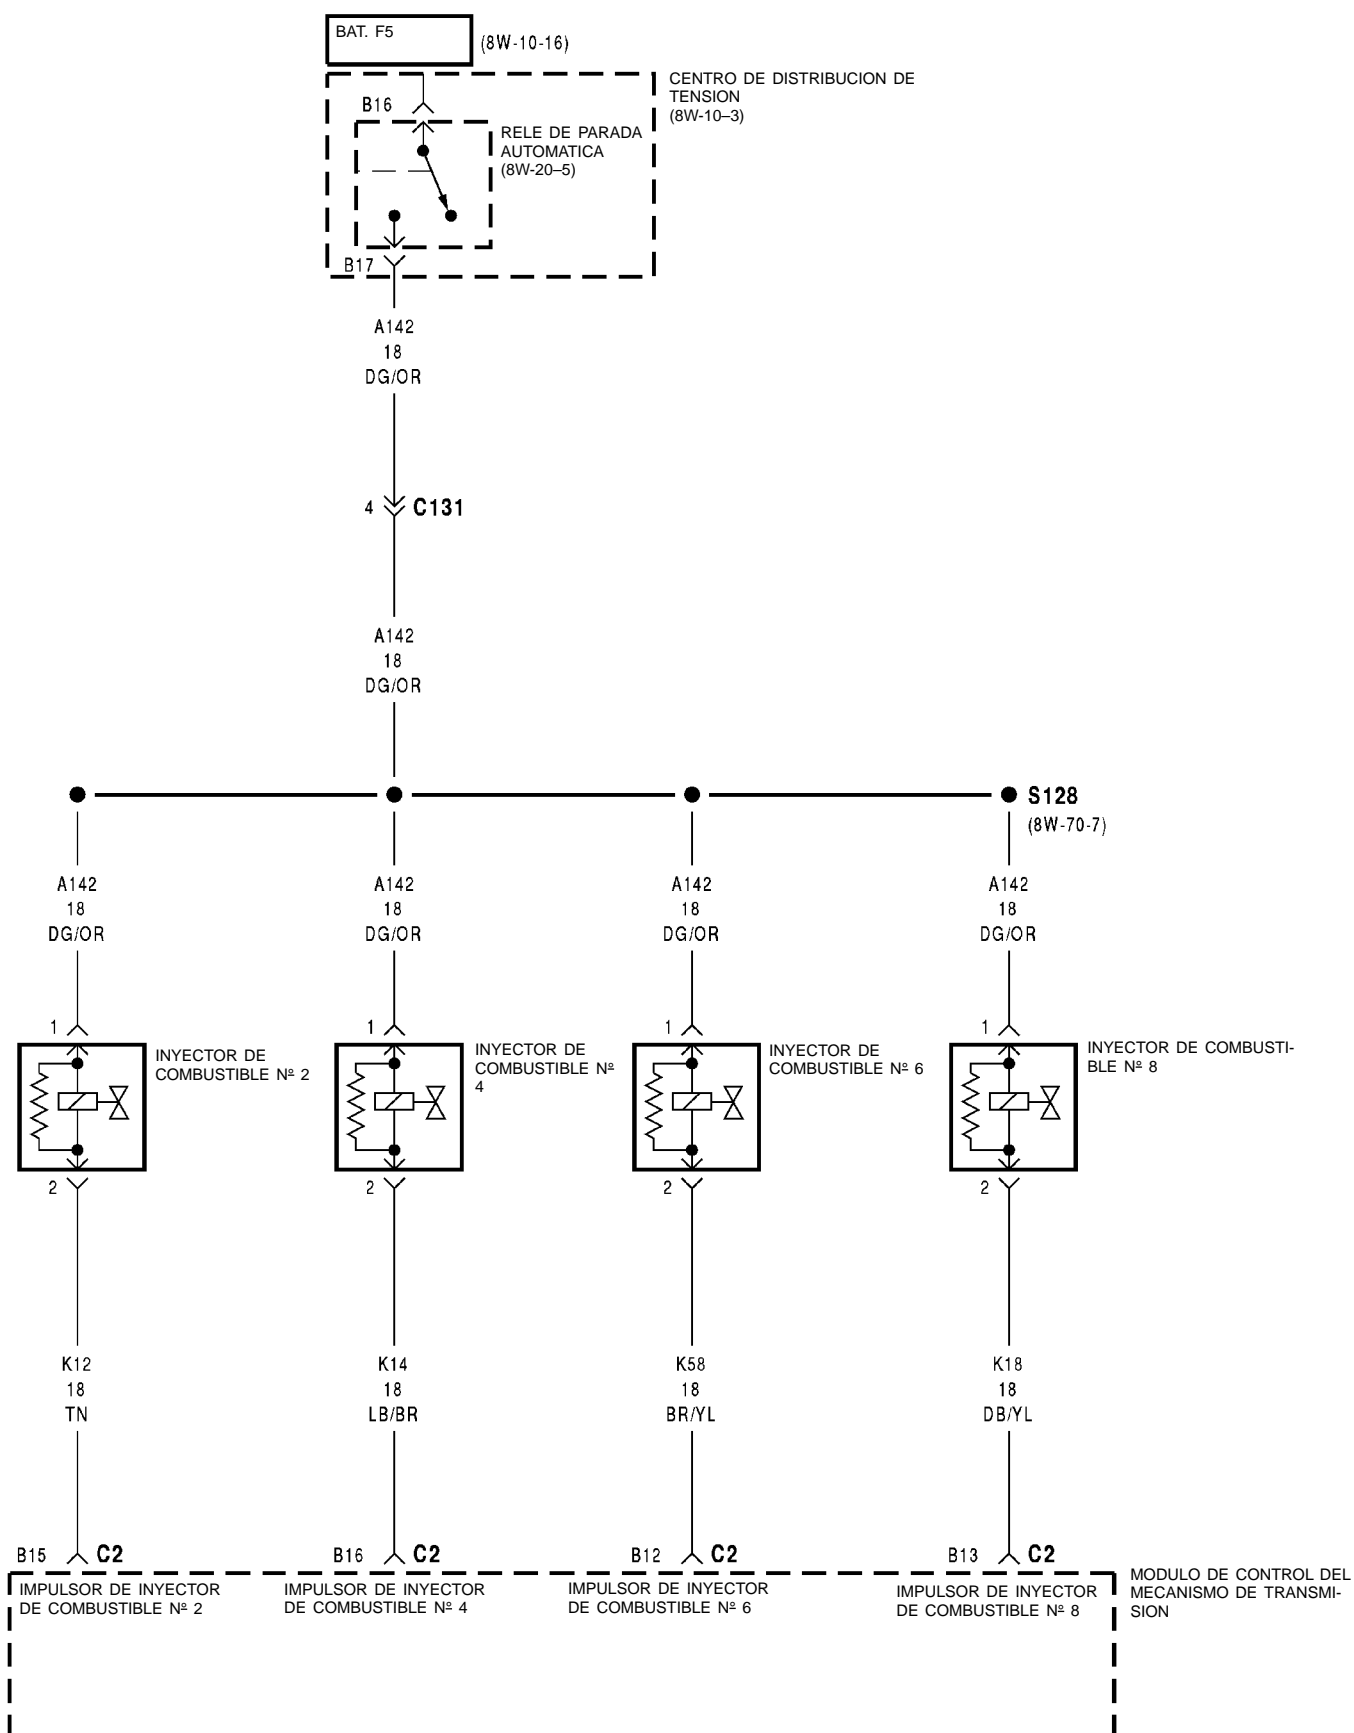 BAT. F5
(8W-10-16)
CENTRO DE DISTRIBUCION DE
TENSION
(8W-10–3)
B16
RELE DE PARADA
AUTOMATICA
(8W-20–5)
B17
A142
18
DG/OR
4 C131
A142
18
DG/OR
S128
(8W-70-7)
A142 A142 A142 A142
18 18 18 18
DG/OR DG/OR DG/OR DG/OR
1 1 1 1
INYECTOR DE
COMBUSTIBLE Nº 2
INYECTOR DE
COMBUSTIBLE Nº
4
INYECTOR DE
COMBUSTIBLE Nº 6
INYECTOR DE COMBUSTI-
BLE Nº 8
2 2 2 2
K12 K14 K58 K18
18 18 18 18
TN LB/BR BR/YL DB/YL
B15 C2 B16 C2 B12 C2 B13 C2
IMPULSOR DE INYECTOR
DE COMBUSTIBLE Nº 2
IMPULSOR DE INYECTOR
DE COMBUSTIBLE Nº 4
IMPULSOR DE INYECTOR
DE COMBUSTIBLE Nº 6
IMPULSOR DE INYECTOR
DE COMBUSTIBLE Nº 8
MODULO DE CONTROL DEL
MECANISMO DE TRANSMI-
SION